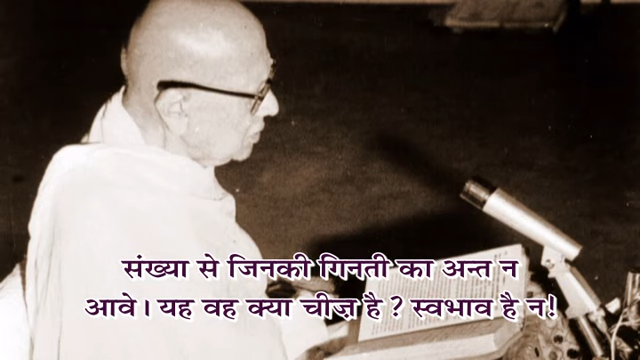 संख्या से जिनकी गिनती का अन्त न
आवे। यह वह क्या चीज़ है ? स्वभाव है न!